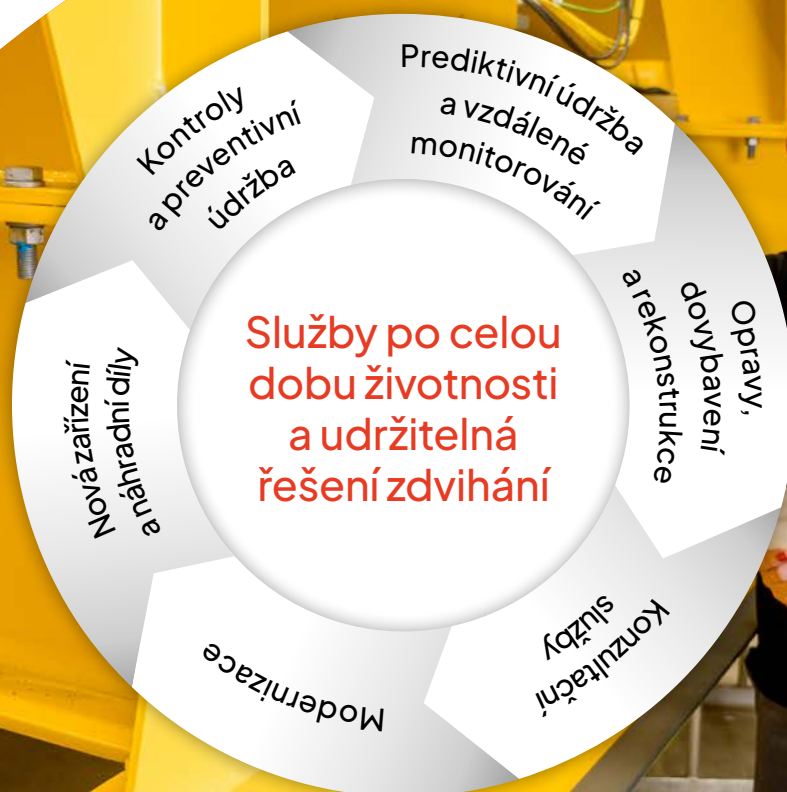 Kontroly
a preventivní
údržba
Prediktivní údržba
a vzdálené
monitorování
Opravy,
dovybavení
a rekonstrukce
Konzultační
služby
Modernizace
Nová zařízení
a náhradní díly
Služby po celou
dobu životnosti
a udržitelná
řešení zdvihání